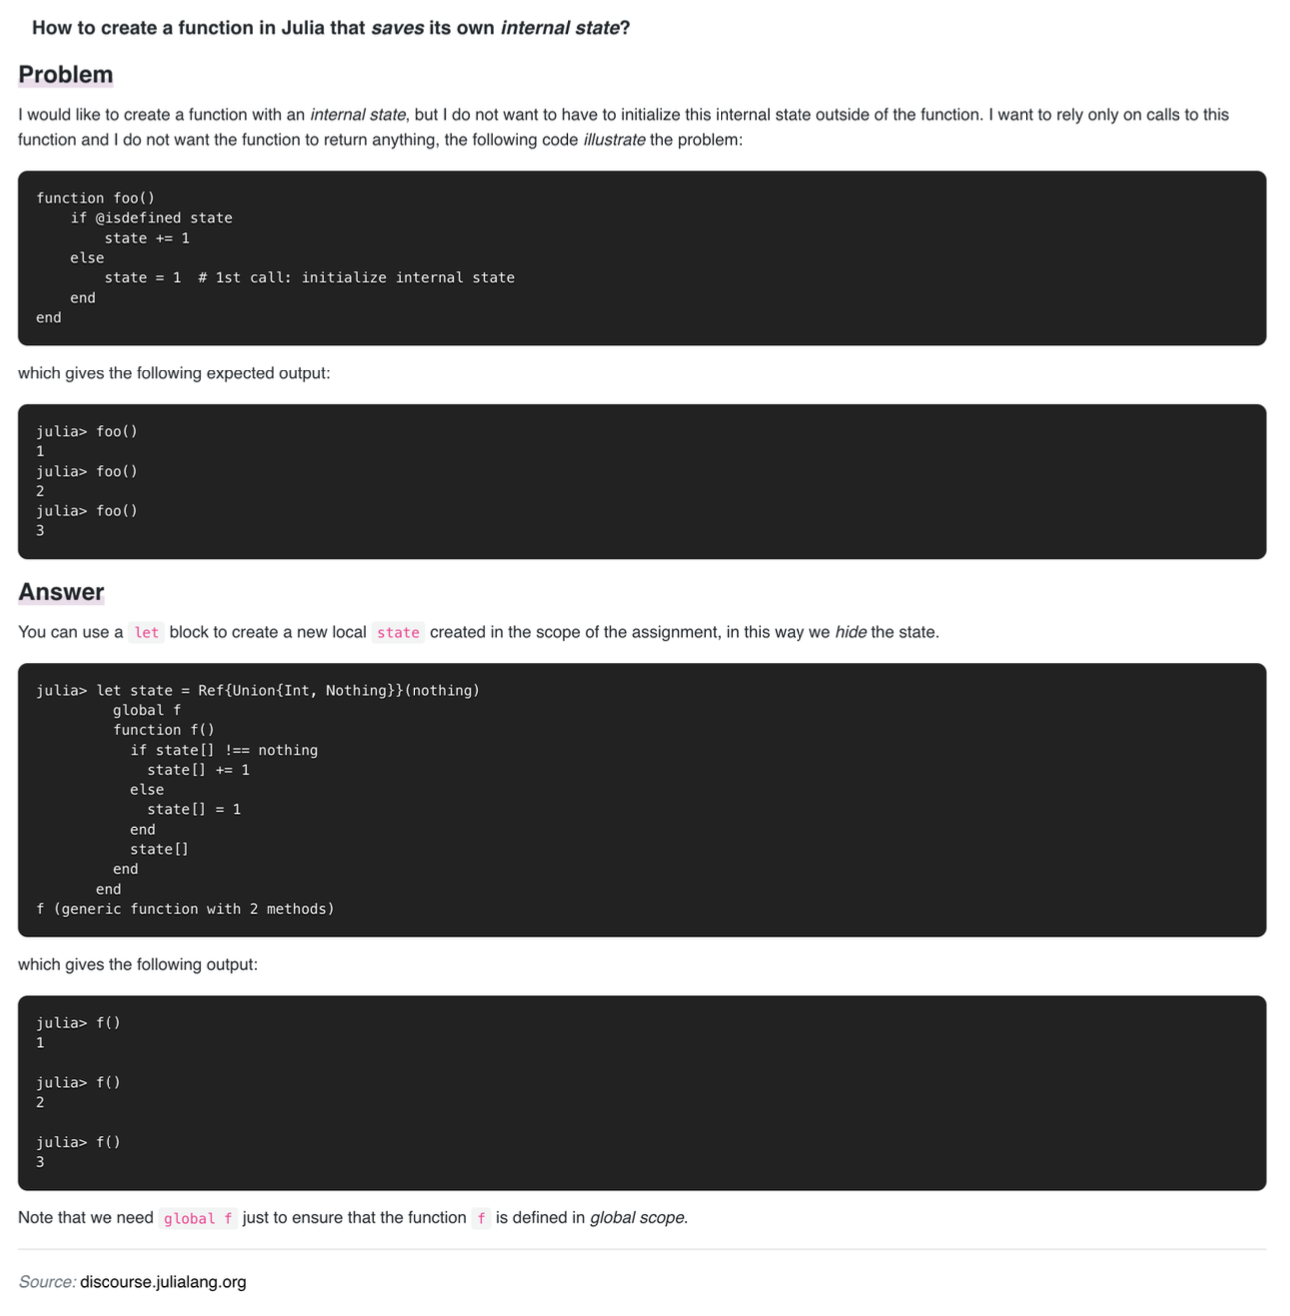 How to create a function in Julia that saves its own internal state?
Problem
I would like to create a function with an internal state, but I do not want to have to initialize this internal state outside of the function. I want to rely only on calls to this
function and I do not want the function to return anything, the following code illustrate the problem:
function foo()
    if @isdefined state
        state += 1
    else
        state = 1  # 1st call: initialize internal state
    end
end
which gives the following expected output:
julia> foo()
1
julia> foo()
2
julia> foo()
3
Answer
You can use a let block to create a new local state created in the scope of the assignment, in this way we hide the state.
julia> let state = Ref{Union{Int, Nothing}}(nothing)
         global f
         function f()
           if state[] !== nothing
             state[] += 1
           else
             state[] = 1
           end
           state[]
         end
       end
f (generic function with 2 methods)
which gives the following output:
julia> f()
1
julia> f()
2
julia> f()
3
Note that we need global f just to ensure that the function f is defined in global scope.
Source: discourse.julialang.org